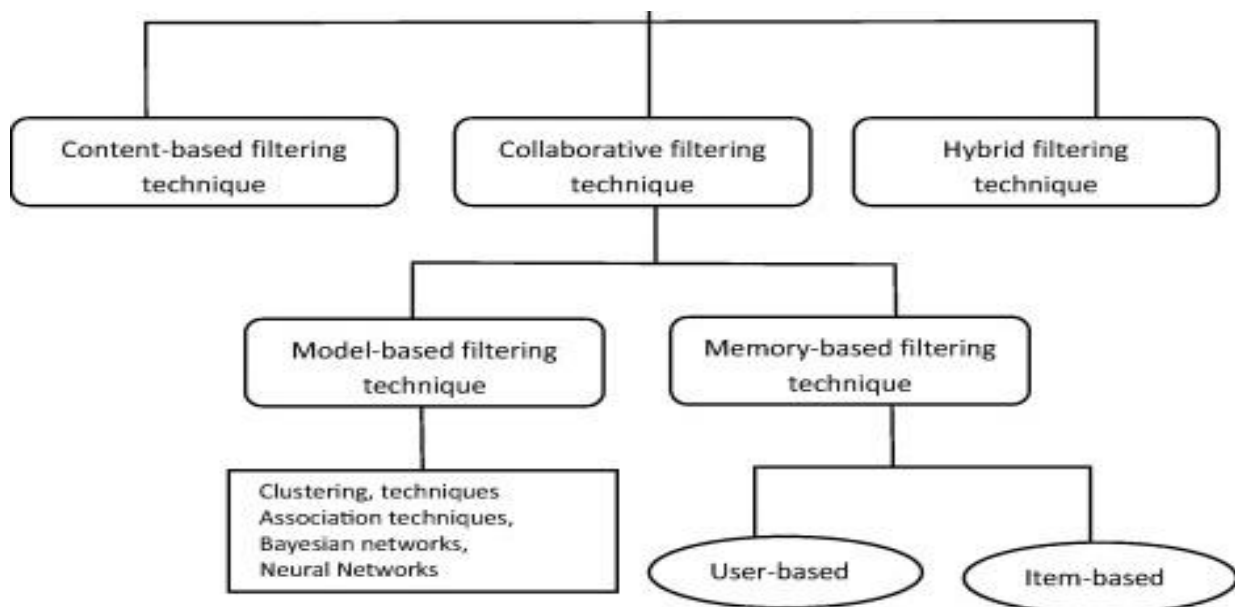 Content-based filtering
technique
Collaborative filtering
technique
Hybrid filtering
technique
Model-based filtering
technique
Memory-based filtering
technique
Clustering, techniques
Association techniques,
Bayesian networks,
Neural Networks
User-based
Item-based